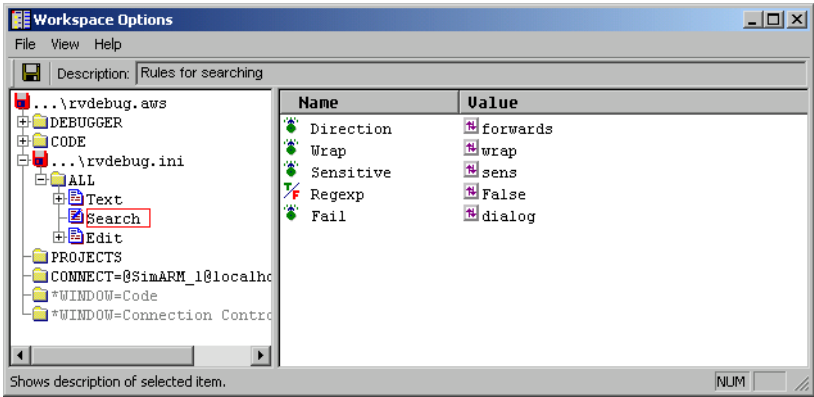 Workspace Options
File View Help
Description: Rules for searching
...\rvdebug.aws
DEBUGGER
CODE
...\rvdebug.ini
ALL
Text
Search
Edit
PROJECTS
CONNECT=@SimARM_1@localho
*WINDOW=Code
*WINDOW=Connection Contro
Name Value
Direction forwards
Wrap wrap
Sensitive sens
T/F Regexp False
Fail dialog
Shows description of selected item.
NUM